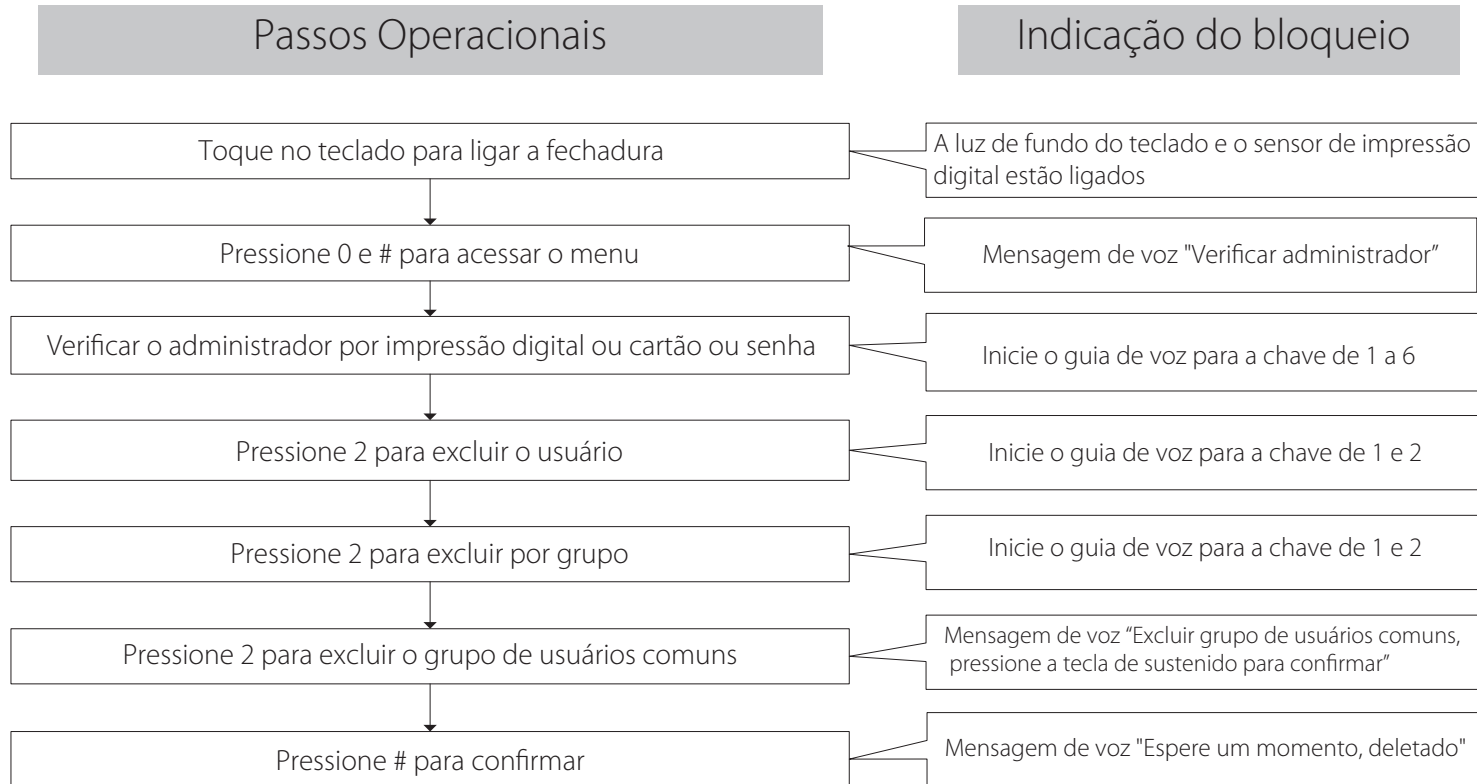 Passos Operacionais
Indicação do bloqueio
Toque no teclado para ligar a fechadura
A luz de fundo do teclado e o sensor de impressão
digital estão ligados
Pressione 0 e # para acessar o menu
Mensagem de voz "Verificar administrador”
Verificar o administrador por impressão digital ou cartão ou senha
Inicie o guia de voz para a chave de 1 a 6
Pressione 2 para excluir o usuário
Inicie o guia de voz para a chave de 1 e 2
Pressione 2 para excluir por grupo
Inicie o guia de voz para a chave de 1 e 2
Pressione 2 para excluir o grupo de usuários comuns
Mensagem de voz “Excluir grupo de usuários comuns,
pressione a tecla de sustenido para confirmar”
Pressione # para confirmar
Mensagem de voz "Espere um momento, deletado"